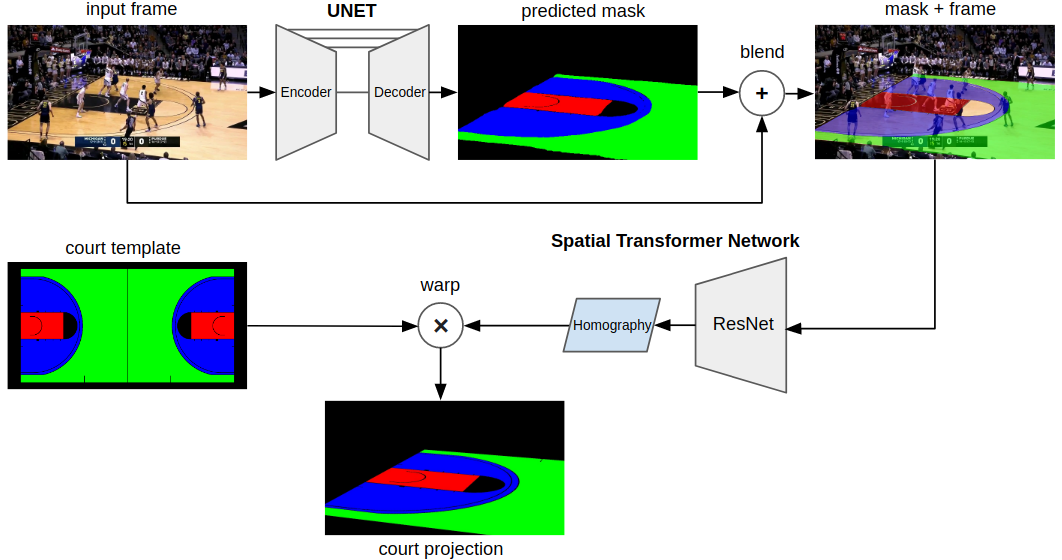 input frame
UNET
predicted mask
mask + frame
blend
Encoder
Decoder
+
court template
Spatial Transformer Network
warp
×
Homography
ResNet
court projection